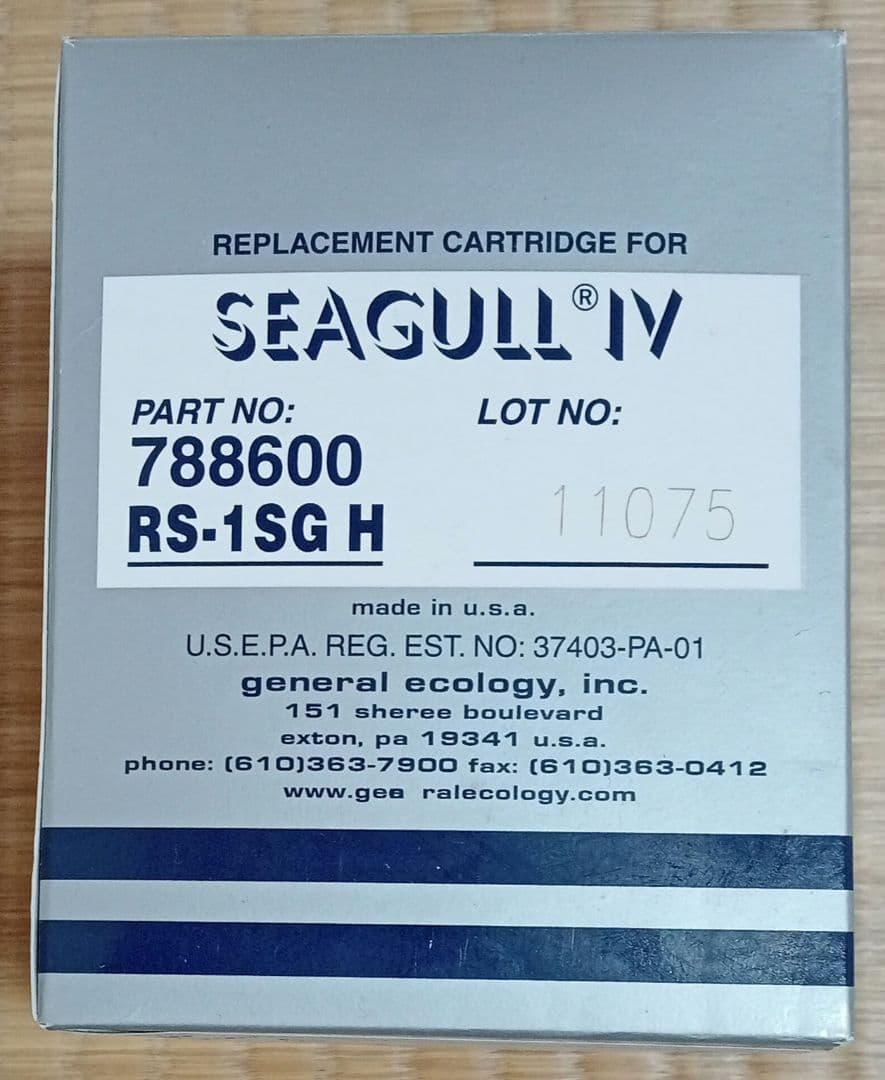 REPLACEMENT CARTRIDGE FOR
SEAGULL® IV
PART NO:
788600
RS-1SG H
LOT NO:
11075
made in u.s.a.
U.S.E.P.A. REG. EST. NO: 37403-PA-01
general ecology, inc.
151 sheree boulevard
exton, pa 19341 u.s.a.
phone: (610)363-7900 fax: (610)363-0412
www.gee ralecology.com